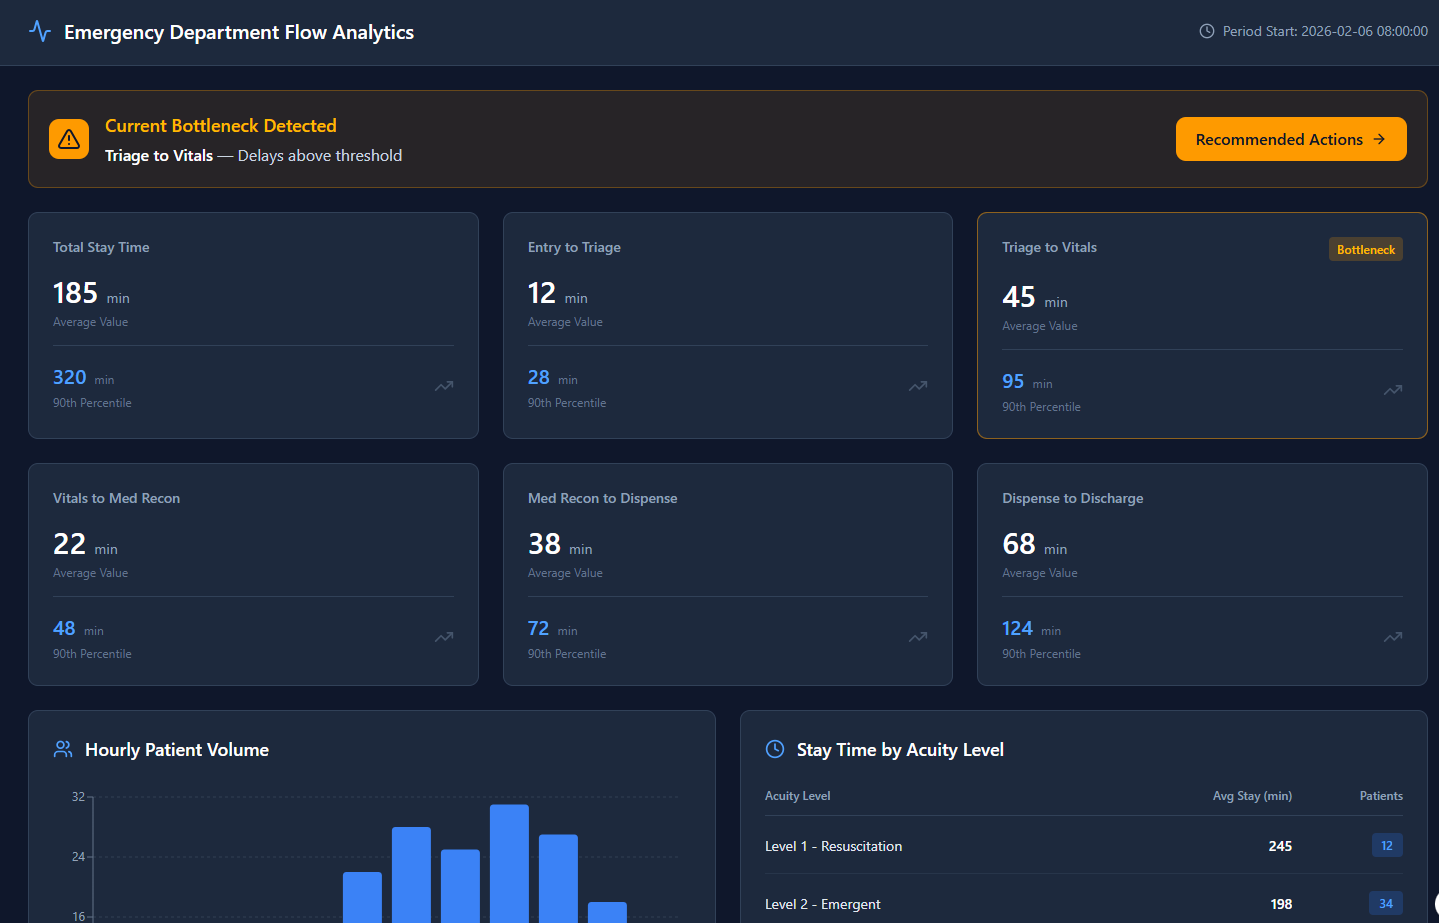 Emergency Department Flow Analytics
Period Start: 2026-02-06 08:00:00
Current Bottleneck Detected
Triage to Vitals — Delays above threshold
Recommended Actions →
Total Stay Time
185 min
Average Value
320 min
90th Percentile
Entry to Triage
12 min
Average Value
28 min
90th Percentile
Triage to Vitals
Bottleneck
45 min
Average Value
95 min
90th Percentile
Vitals to Med Recon
22 min
Average Value
48 min
90th Percentile
Med Recon to Dispense
38 min
Average Value
72 min
90th Percentile
Dispense to Discharge
68 min
Average Value
124 min
90th Percentile
Hourly Patient Volume
32
24
16
Stay Time by Acuity Level
Acuity Level Avg Stay (min) Patients
Level 1 - Resuscitation 245 12
Level 2 - Emergent 198 34